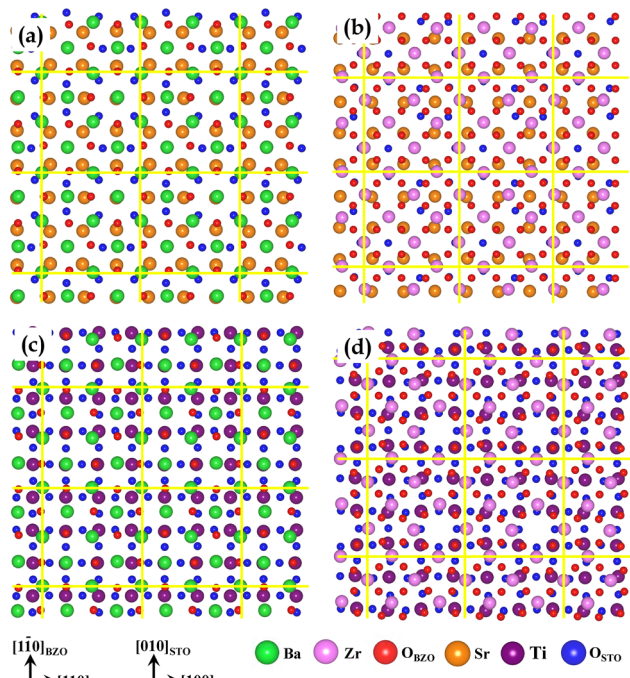 (a)
(b)
(c)
(d)
[11̄0]BZO [010]STO
Ba Zr OBZO Sr Ti OSTO